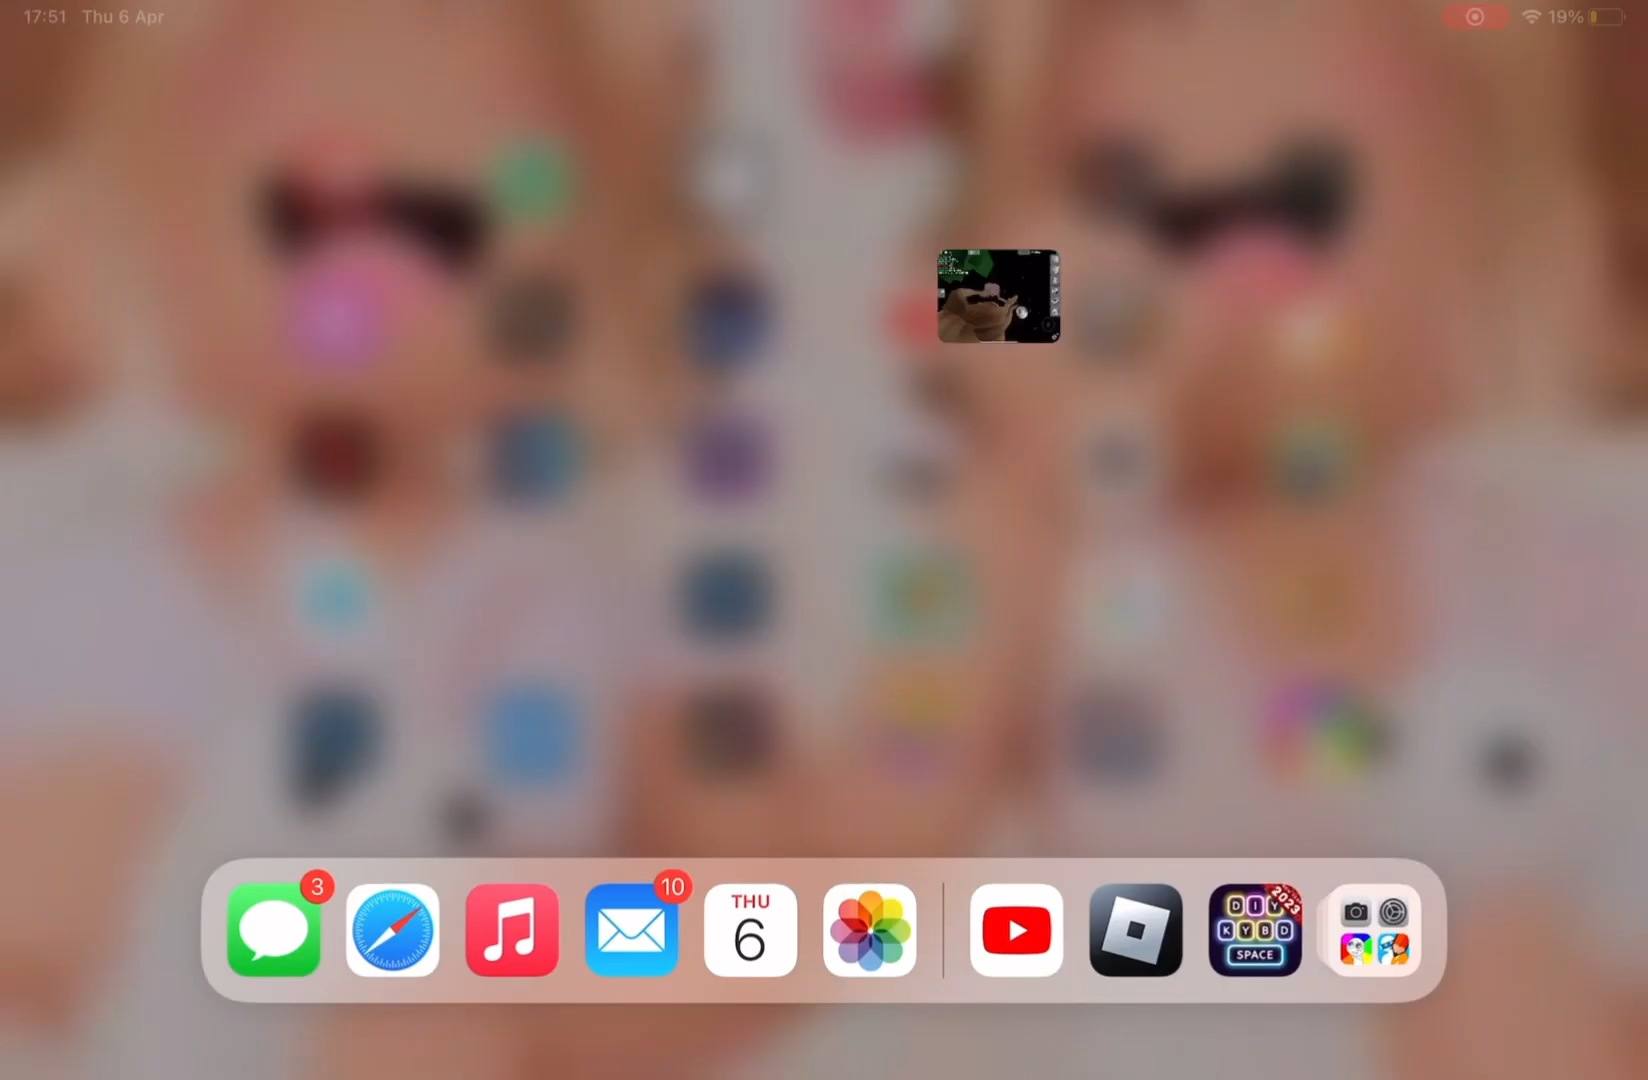 17:51 Thu 6 Apr
19%
3
10
THU
6
2023
DIY
KYBD
SPACE